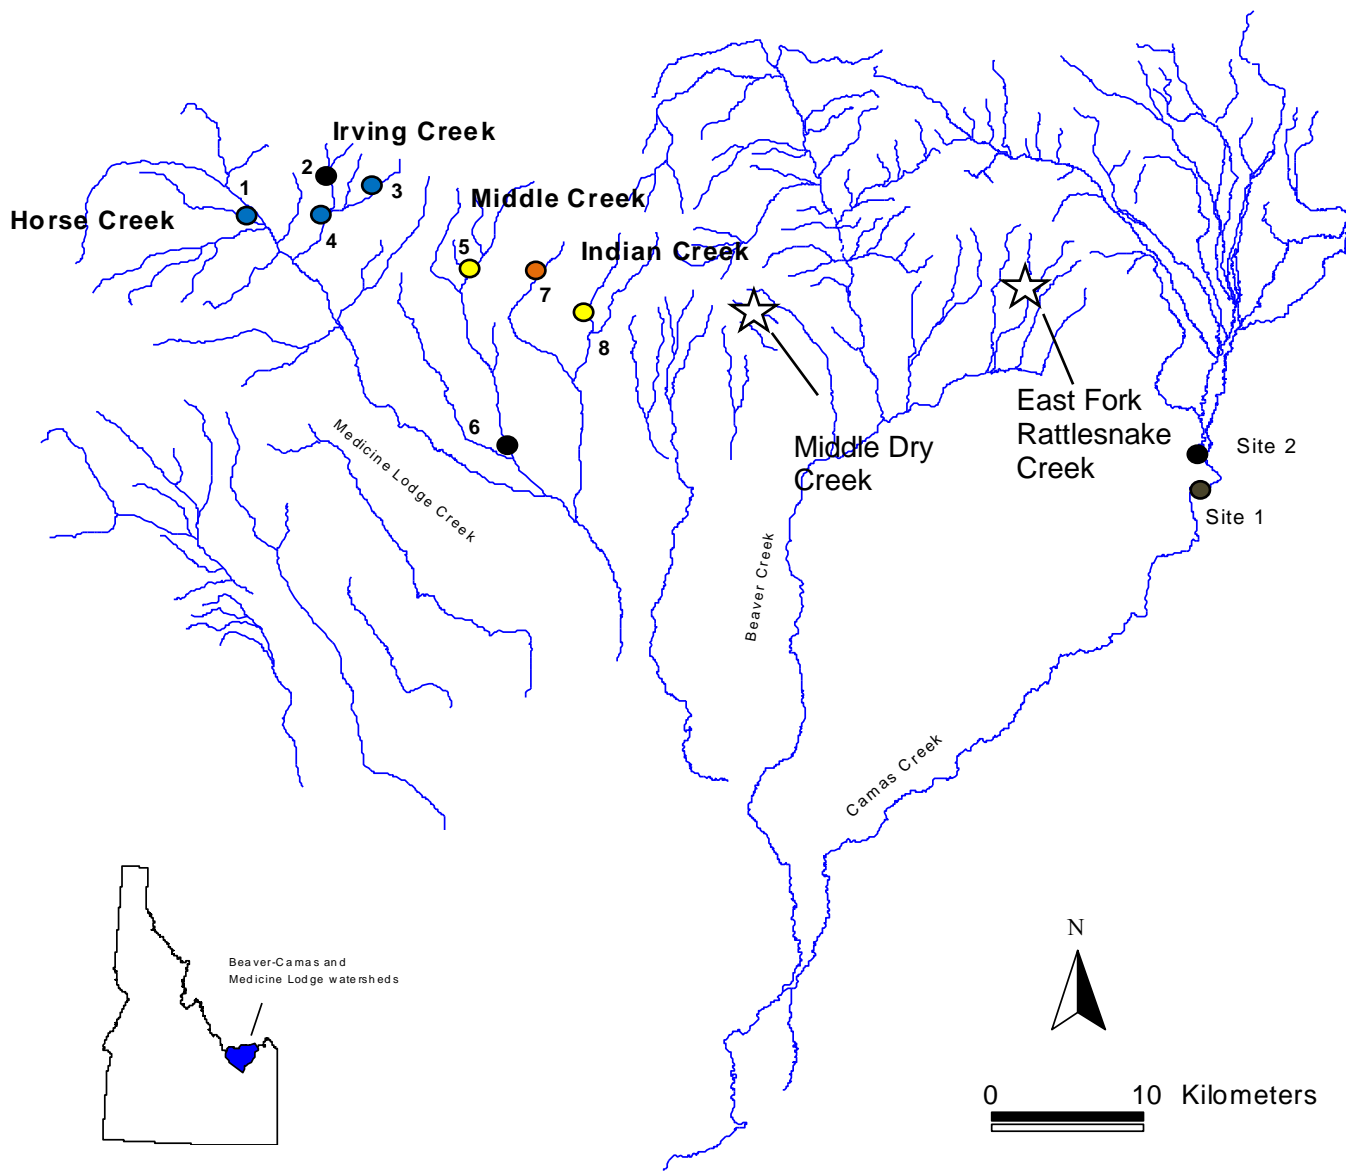 Irving Creek
2
1
3
Horse Creek
4
Middle Creek
5
Indian Creek
7
8
6
Medicine Lodge Creek
Middle Dry
Creek
East Fork
Rattlesnake
Creek
Site 2
Site 1
Beaver Creek
Camas Creek
Beaver-Camas and
Medicine Lodge watersheds
N
0 10 Kilometers